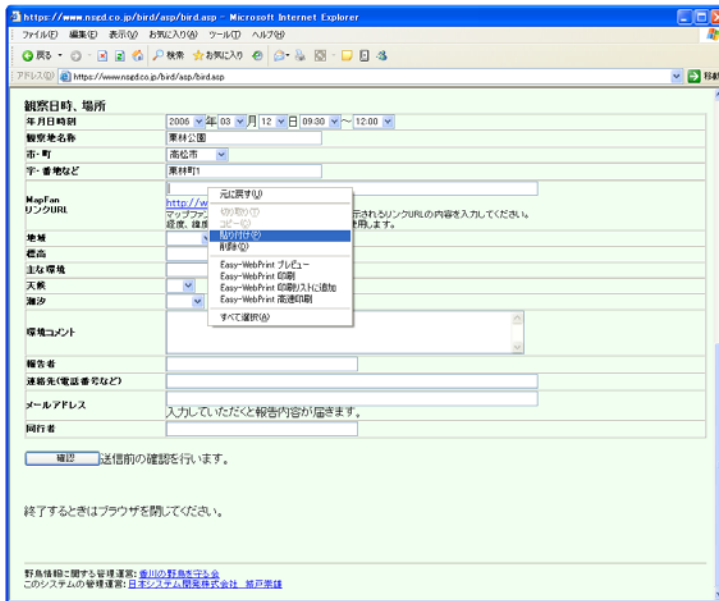 https://www.nsgd.co.jp/bird/asp/bird.asp - Microsoft Internet Explorer
ファイル(F) 編集(E) 表示(V) お気に入り(A) ツール(T) ヘルプ(H)
戻る 検索 お気に入り
アドレス(D) https://www.nsgd.co.jp/bird/asp/bird.asp 移動
観察日時、場所
年月日時刻 2006 年 03 月 12 日 09:30 ～ 12:00
観察地名称 栗林公園
市・町 高松市
字・番地など 栗林町1
MapFan
リンクURL
http://w
マップファン 示されるリンクURLの内容を入力してください。
経度、緯度 使用します。
元に戻す(U)
切り取り(T)
コピー(C)
貼り付け(P)
削除(D)
Easy-WebPrint プレビュー
Easy-WebPrint 印刷
Easy-WebPrint 印刷リストに追加
Easy-WebPrint 高速印刷
すべて選択(A)
地域
標高
主な環境
天候
潮汐
環境コメント
報告者
連絡先(電話番号など)
メールアドレス
入力していただくと報告内容が届きます。
同行者
確認 送信前の確認を行います。
終了するときはブラウザを閉じてください。
野鳥情報に関する管理運営: 香川の野鳥を守る会
このシステムの管理運営: 日本システム開発株式会社 城戸崇雄